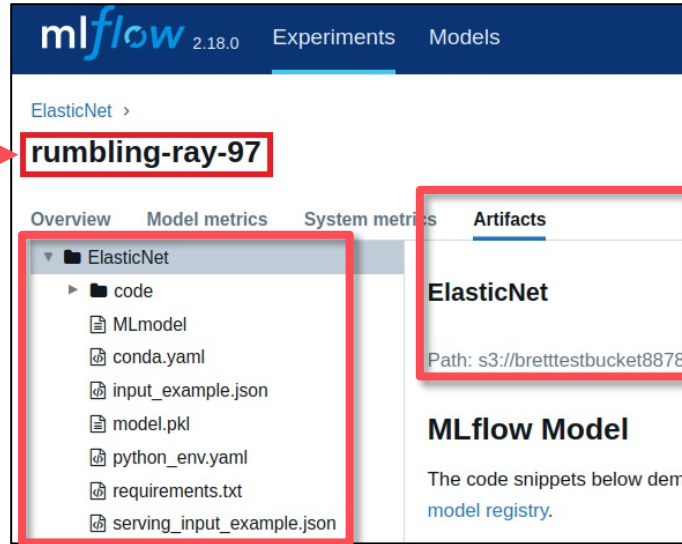 mlflow 2.18.0 Experiments Models
ElasticNet >
rumbling-ray-97
Overview Model metrics System metrics Artifacts
ElasticNet
code
MLmodel
conda.yaml
input_example.json
model.pkl
python_env.yaml
requirements.txt
serving_input_example.json
ElasticNet
Path: s3://bretttestbucket8878
MLflow Model
The code snippets below dem
model registry.